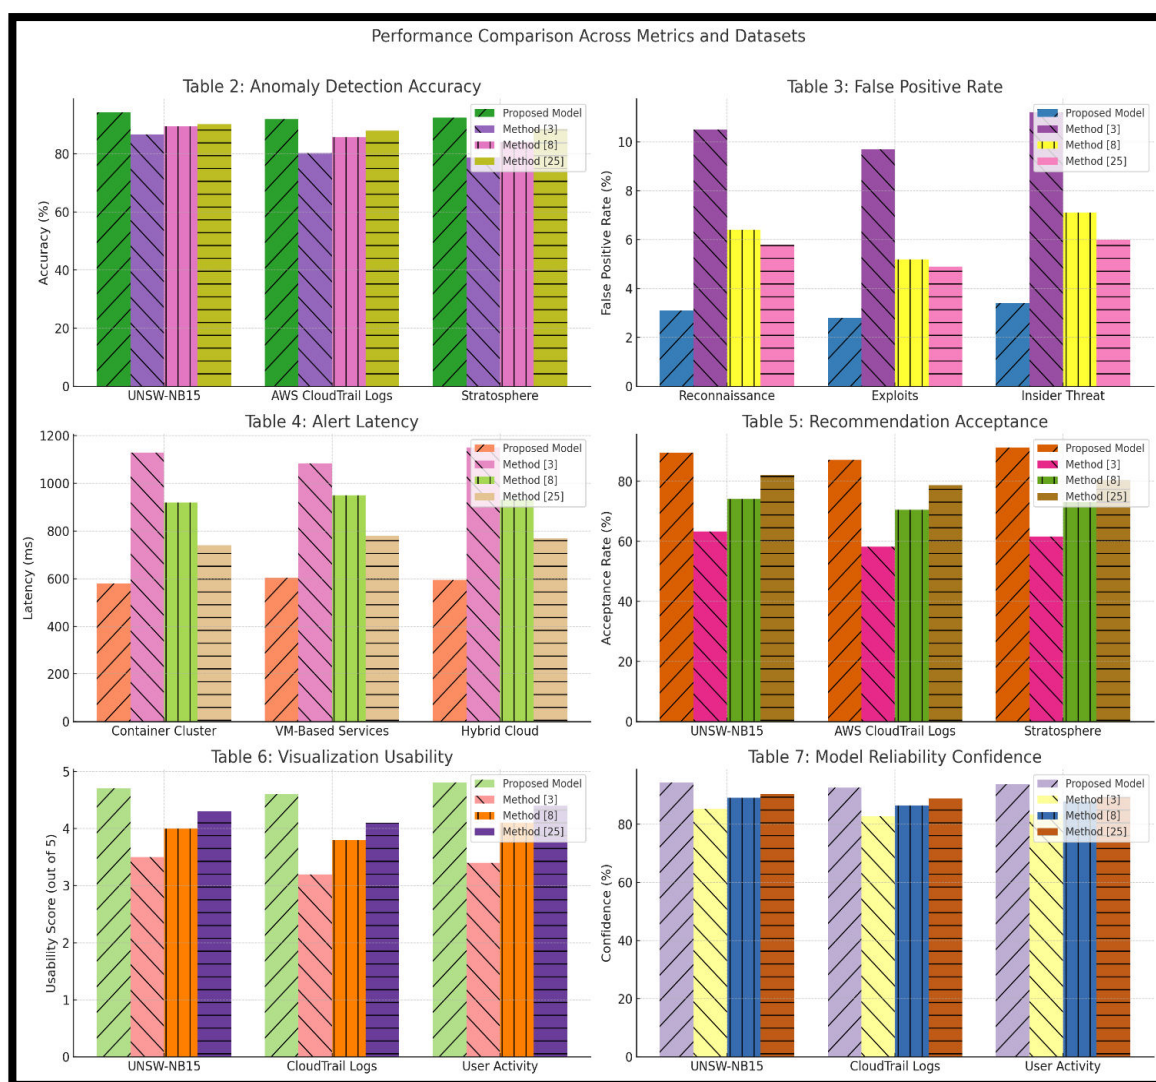 Performance Comparison Across Metrics and Datasets
Table 2: Anomaly Detection Accuracy
Accuracy (%)
80
60
40
20
0
Proposed Model
Method [3]
Method [8]
Method [25]
UNSW-NB15 AWS CloudTrail Logs Stratosphere
Table 3: False Positive Rate
False Positive Rate (%)
10
8
6
4
2
0
Proposed Model
Method [3]
Method [8]
Method [25]
Reconnaissance Exploits Insider Threat
Table 4: Alert Latency
Latency (ms)
1200
1000
800
600
400
200
0
Proposed Model
Method [3]
Method [8]
Method [25]
Container Cluster VM-Based Services Hybrid Cloud
Table 5: Recommendation Acceptance
Acceptance Rate (%)
80
60
40
20
0
Proposed Model
Method [3]
Method [8]
Method [25]
UNSW-NB15 AWS CloudTrail Logs Stratosphere
Table 6: Visualization Usability
Usability Score (out of 5)
5
4
3
2
1
0
Proposed Model
Method [3]
Method [8]
Method [25]
UNSW-NB15 CloudTrail Logs User Activity
Table 7: Model Reliability Confidence
Confidence (%)
80
60
40
20
0
Proposed Model
Method [3]
Method [8]
Method [25]
UNSW-NB15 CloudTrail Logs User Activity